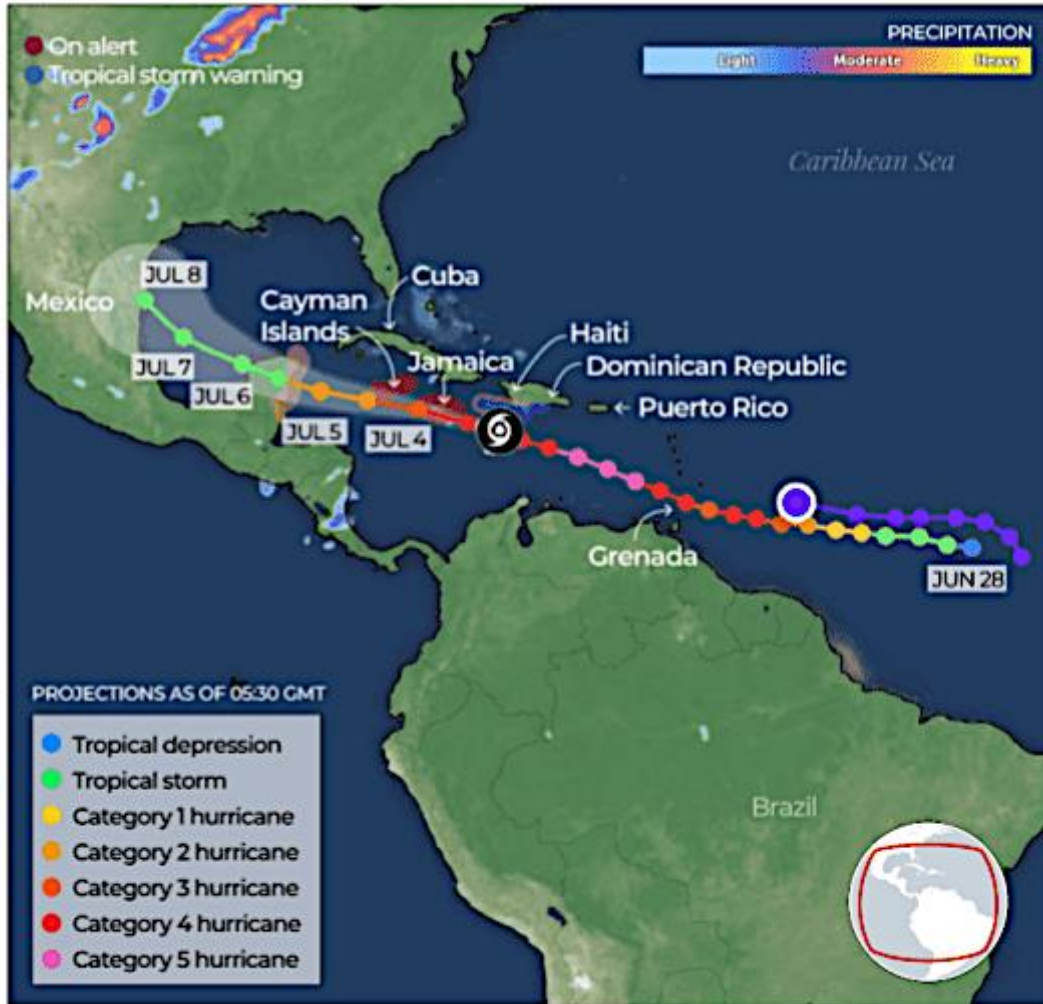 On alert
Tropical storm warning
PRECIPITATION
Light Moderate Heavy
Caribbean Sea
JUL 8
Mexico
Cuba
Cayman
Islands
Haiti
Jamaica
Dominican Republic
JUL 7
JUL 6
Puerto Rico
JUL 5
JUL 4
Grenada
JUN 28
PROJECTIONS AS OF 05:30 GMT
Tropical depression
Tropical storm
Category 1 hurricane
Category 2 hurricane
Category 3 hurricane
Category 4 hurricane
Category 5 hurricane
Brazil